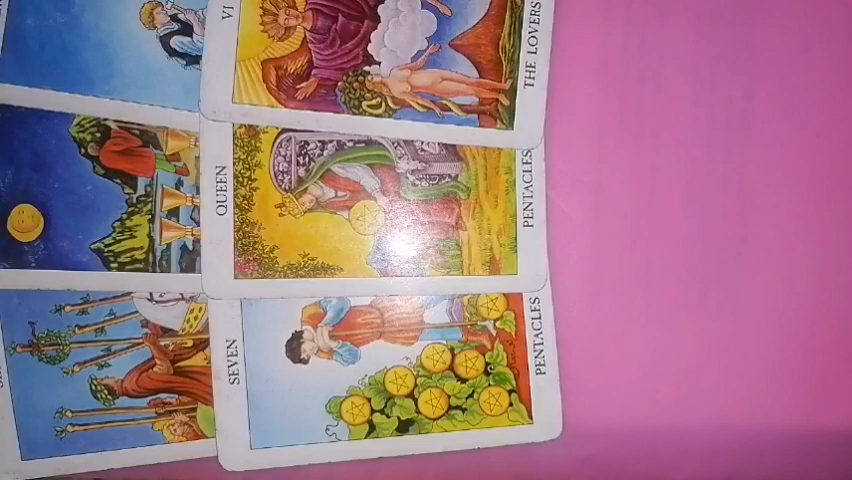 VI
THE LOVERS
QUEEN
PENTACLES
SEVEN
PENTACLES